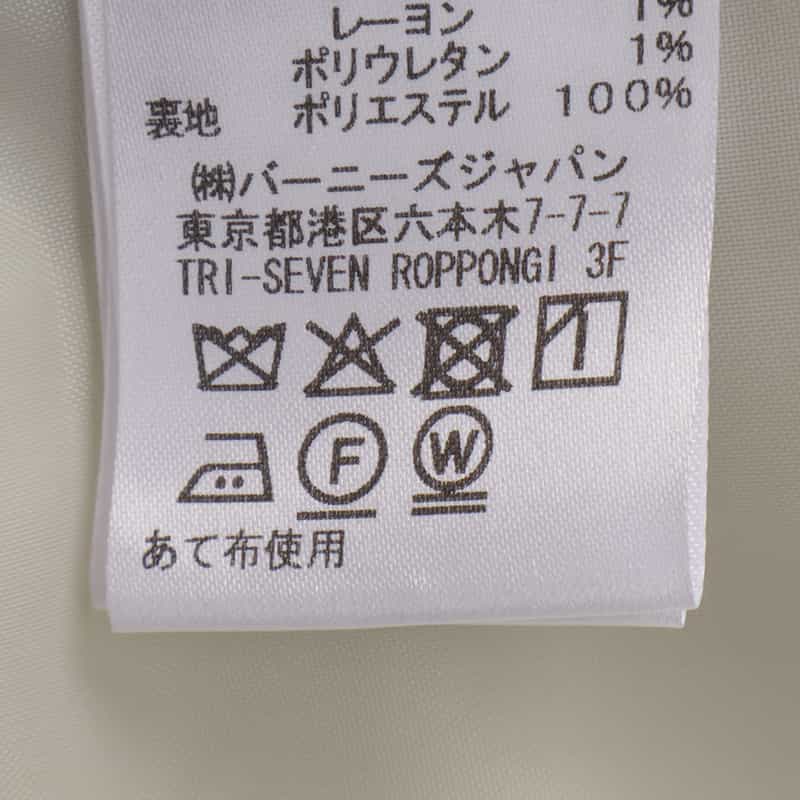 レーヨン 1%
ポリウレタン 1%
裏地 ポリエステル 100%
㈱バーニーズジャパン
東京都港区六本木7-7-7
TRI-SEVEN ROPPONGI 3F
F W
あて布使用